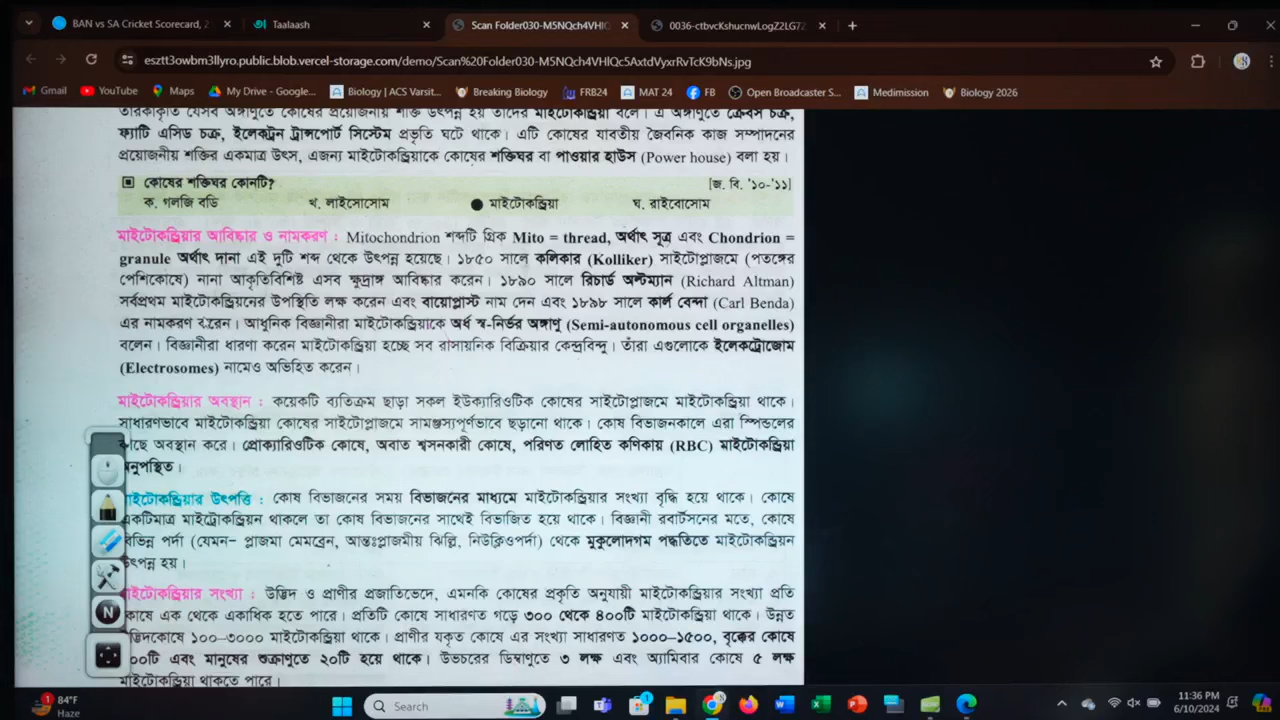 BAN vs SA Cricket Scorecard, 2
Taalaash
Scan Folder030-M5NQch4VHlQ
0036-ctbvcKshucnwLogZ2LG7Z
esztt3owbm3llyro.public.blob.vercel-storage.com/demo/Scan%20Folder030-M5NQch4VHlQc5AxtdVyxrRvTcK9bNs.jpg
Gmail YouTube Maps My Drive - Google... Biology | ACS Varsit... Breaking Biology FRB24 MAT 24 FB Open Broadcaster S... Medimission Biology 2026
তারকাকৃতি যেসব অঙ্গাণুতে কোষের প্রয়োজনীয় শক্তি উৎপন্ন হয় তাদের মাইটোকন্ড্রিয়া বলে। এ অঙ্গাণুতে ক্রেবস চক্র,
ফ্যাটি এসিড চক্র, ইলেকট্রন ট্রান্সপোর্ট সিস্টেম প্রভৃতি ঘটে থাকে। এটি কোষের যাবতীয় জৈবনিক কাজ সম্পাদনের
প্রয়োজনীয় শক্তির একমাত্র উৎস, এজন্য মাইটোকন্ড্রিয়াকে কোষের শক্তিঘর বা পাওয়ার হাউস (Power house) বলা হয়।
কোষের শক্তিঘর কোনটি? [জ. বি. '১০-'১১]
ক. গলজি বডি খ. লাইসোসোম মাইটোকন্ড্রিয়া ঘ. রাইবোসোম
মাইটোকন্ড্রিয়ার আবিষ্কার ও নামকরণ : Mitochondrion শব্দটি গ্রিক Mito = thread, অর্থাৎ সূত্র এবং Chondrion =
granule অর্থাৎ দানা এই দুটি শব্দ থেকে উৎপন্ন হয়েছে। ১৮৫০ সালে কলিকার (Kolliker) সাইটোপ্লাজমে (পতঙ্গের
পেশিকোষে) নানা আকৃতিবিশিষ্ট এসব ক্ষুদ্রাঙ্গ আবিষ্কার করেন। ১৮৯০ সালে রিচার্ড অল্টম্যান (Richard Altman)
সর্বপ্রথম মাইটোকন্ড্রিয়নের উপস্থিতি লক্ষ করেন এবং বায়োপ্লাস্ট নাম দেন এবং ১৮৯৮ সালে কার্ল বেন্দা (Carl Benda)
এর নামকরণ করেন। আধুনিক বিজ্ঞানীরা মাইটোকন্ড্রিয়াকে অর্ধ স্ব-নির্ভর অঙ্গাণু (Semi-autonomous cell organelles)
বলেন। বিজ্ঞানীরা ধারণা করেন মাইটোকন্ড্রিয়া হচ্ছে সব রাসায়নিক বিক্রিয়ার কেন্দ্রবিন্দু। তাঁরা এগুলোকে ইলেকট্রোজোম
(Electrosomes) নামেও অভিহিত করেন।
মাইটোকন্ড্রিয়ার অবস্থান : কয়েকটি ব্যতিক্রম ছাড়া সকল ইউক্যারিওটিক কোষের সাইটোপ্লাজমে মাইটোকন্ড্রিয়া থাকে।
সাধারণভাবে মাইটোকন্ড্রিয়া কোষের সাইটোপ্লাজমে সামঞ্জস্যপূর্ণভাবে ছড়ানো থাকে। কোষ বিভাজনকালে এরা স্পিন্ডলের
কাছে অবস্থান করে। প্রোক্যারিওটিক কোষে, অবাত শ্বসনকারী কোষে, পরিণত লোহিত কণিকায় (RBC) মাইটোকন্ড্রিয়া
অনুপস্থিত।
মাইটোকন্ড্রিয়ার উৎপত্তি : কোষ বিভাজনের সময় বিভাজনের মাধ্যমে মাইটোকন্ড্রিয়ার সংখ্যা বৃদ্ধি হয়ে থাকে। কোষে
একটিমাত্র মাইট্রোকন্ড্রিয়ন থাকলে তা কোষ বিভাজনের সাথেই বিভাজিত হয়ে থাকে। বিজ্ঞানী রবার্টসনের মতে, কোষে
বিভিন্ন পর্দা (যেমন– প্লাজমা মেমব্রেন, আন্তঃপ্লাজমীয় ঝিল্লি, নিউক্লিওপর্দা) থেকে মুকুলোদগম পদ্ধতিতে মাইটোকন্ড্রিয়ন
উৎপন্ন হয়।
মাইটোকন্ড্রিয়ার সংখ্যা : উদ্ভিদ ও প্রাণীর প্রজাতিভেদে, এমনকি কোষের প্রকৃতি অনুযায়ী মাইটোকন্ড্রিয়ার সংখ্যা প্রতি
কোষে এক থেকে একাধিক হতে পারে। প্রতিটি কোষে সাধারণত গড়ে ৩০০ থেকে ৪০০টি মাইটোকন্ড্রিয়া থাকে। উন্নত
উদ্ভিদকোষে ১০০–৩০০০ মাইটোকন্ড্রিয়া থাকে। প্রাণীর যকৃত কোষে এর সংখ্যা সাধারণত ১০০০–১৫০০, বৃক্কের কোষে
০০টি এবং মানুষের শুক্রাণুতে ২০টি হয়ে থাকে। উভচরের ডিম্বাণুতে ৩ লক্ষ এবং অ্যামিবার কোষে ৫ লক্ষ
মাইটোকন্ড্রিয়া থাকতে পারে।
N
84°F
Haze
Search
11:36 PM
6/10/2024